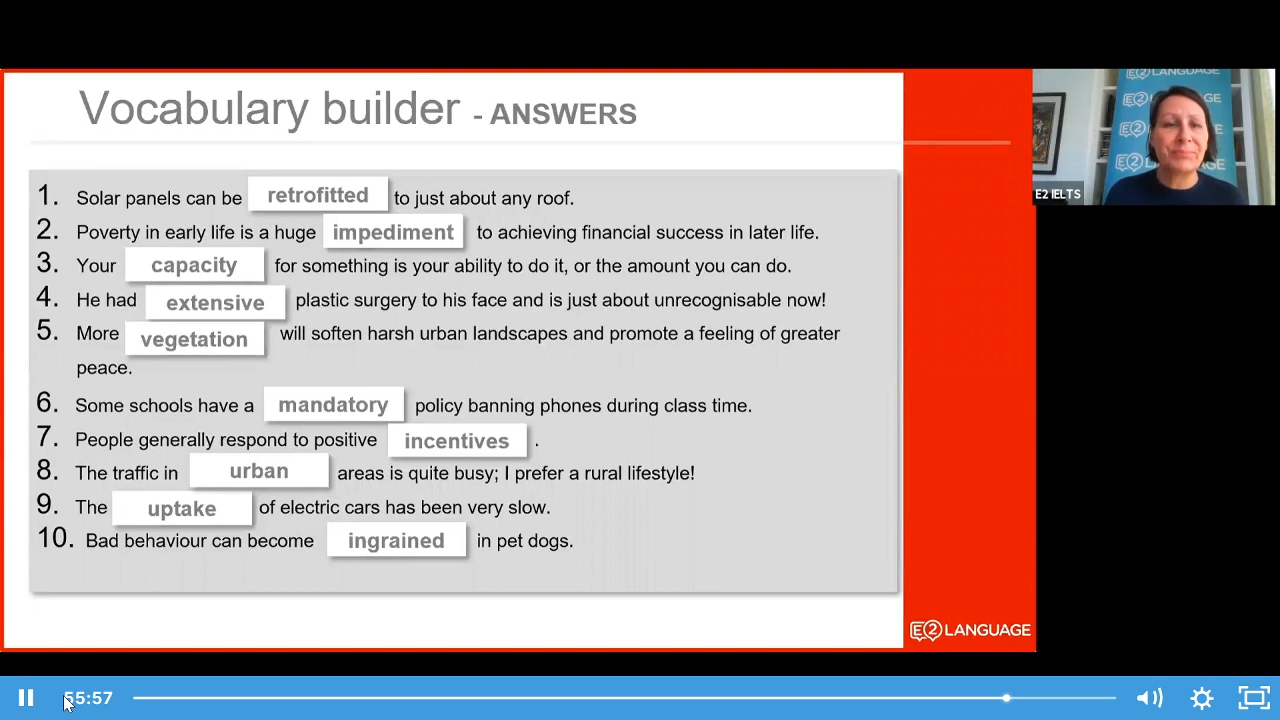 Vocabulary builder - ANSWERS
1. Solar panels can be retrofitted to just about any roof.
2. Poverty in early life is a huge impediment to achieving financial success in later life.
3. Your capacity for something is your ability to do it, or the amount you can do.
4. He had extensive plastic surgery to his face and is just about unrecognisable now!
5. More vegetation will soften harsh urban landscapes and promote a feeling of greater
peace.
6. Some schools have a mandatory policy banning phones during class time.
7. People generally respond to positive incentives .
8. The traffic in urban areas is quite busy; I prefer a rural lifestyle!
9. The uptake of electric cars has been very slow.
10. Bad behaviour can become ingrained in pet dogs.
E2 LANGUAGE
E2 IELTS
55:57